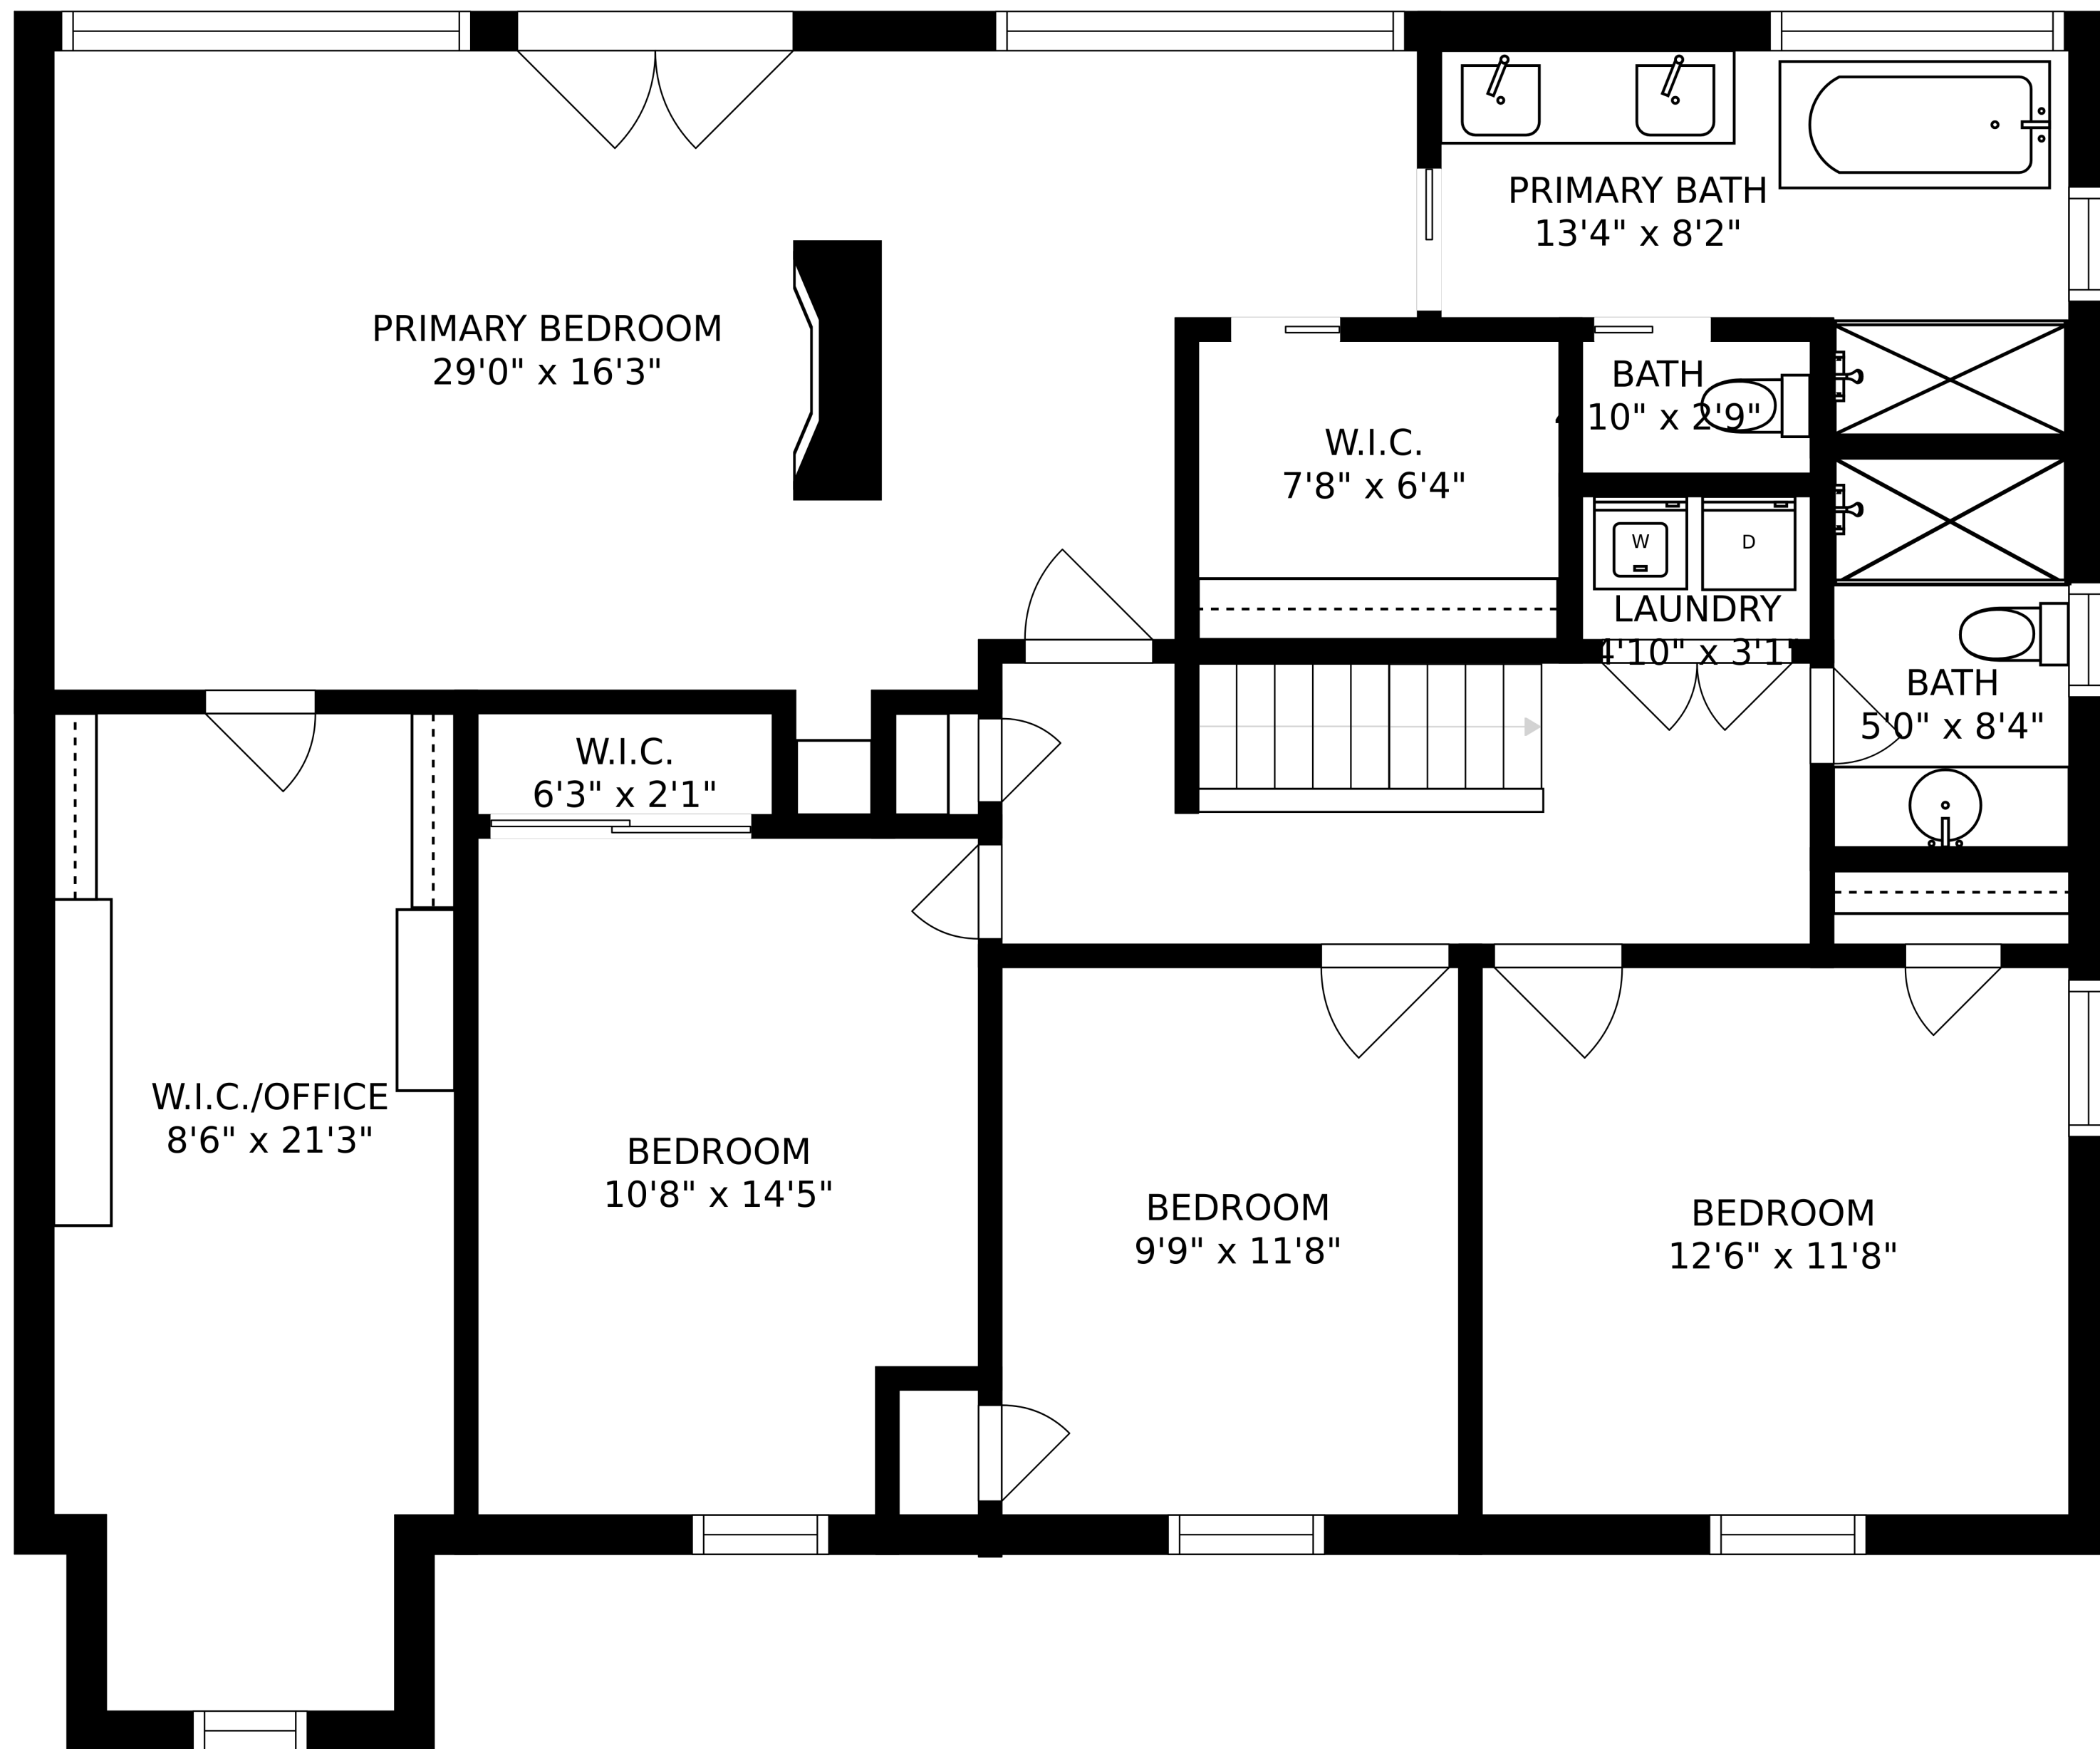 PRIMARY BATH
13'4" x 8'2"
PRIMARY BEDROOM
29'0" x 16'3"
BATH
10" x 2'9"
W.I.C.
7'8" x 6'4"
W
D
LAUNDRY
4'10" x 3'1"
BATH
5'0" x 8'4"
W.I.C.
6'3" x 2'1"
W.I.C./OFFICE
8'6" x 21'3"
BEDROOM
10'8" x 14'5"
BEDROOM
9'9" x 11'8"
BEDROOM
12'6" x 11'8"